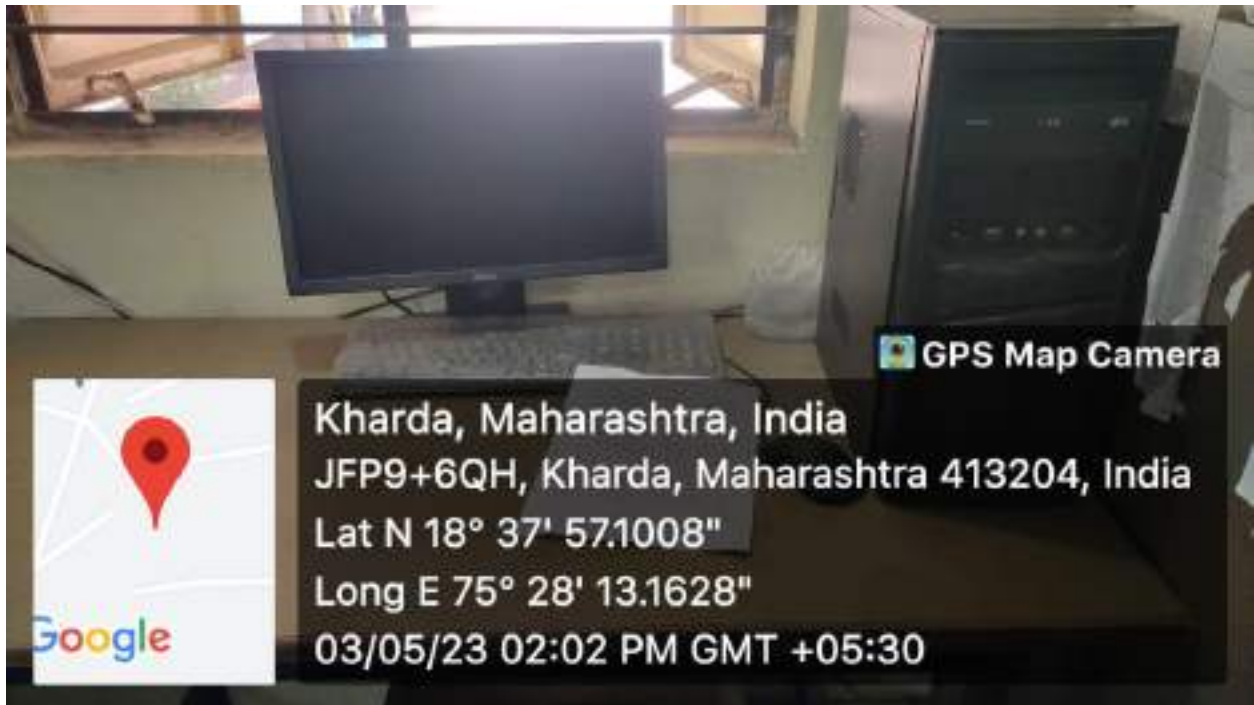 GPS Map Camera
Kharda, Maharashtra, India
JFP9+6QH, Kharda, Maharashtra 413204, India
Lat N 18° 37' 57.1008"
Long E 75° 28' 13.1628"
03/05/23 02:02 PM GMT +05:30
Google